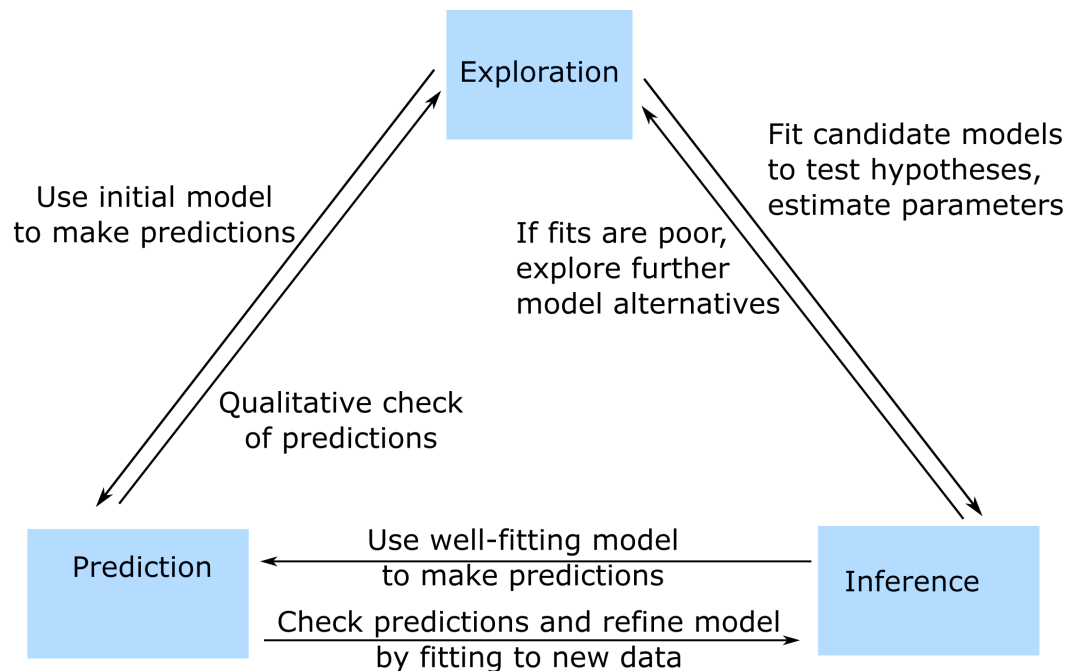 Exploration
Fit candidate models
to test hypotheses,
estimate parameters
Use initial model
to make predictions
If fits are poor,
explore further
model alternatives
Qualitative check
of predictions
Prediction
Use well-fitting model
to make predictions
Inference
Check predictions and refine model
by fitting to new data